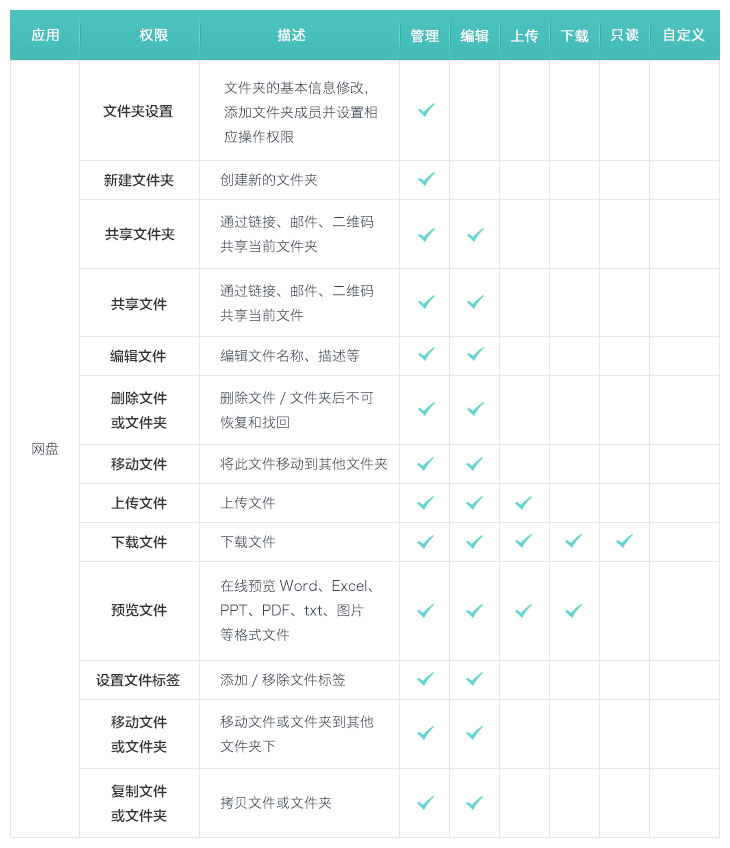 应用 权限 描述 管理 编辑 上传 下载 只读 自定义
网盘
文件夹设置
文件夹的基本信息修改，
添加文件夹成员并设置相
应操作权限
新建文件夹
创建新的文件夹
共享文件夹
通过链接、邮件、二维码
共享当前文件夹
共享文件
通过链接、邮件、二维码
共享当前文件
编辑文件
编辑文件名称、描述等
删除文件
或文件夹
删除文件 / 文件夹后不可
恢复和找回
移动文件
将此文件移动到其他文件夹
上传文件
上传文件
下载文件
下载文件
预览文件
在线预览 Word、Excel、
PPT、PDF、txt、图片
等格式文件
设置文件标签
添加 / 移除文件标签
移动文件
或文件夹
移动文件或文件夹到其他
文件夹下
复制文件
或文件夹
拷贝文件或文件夹